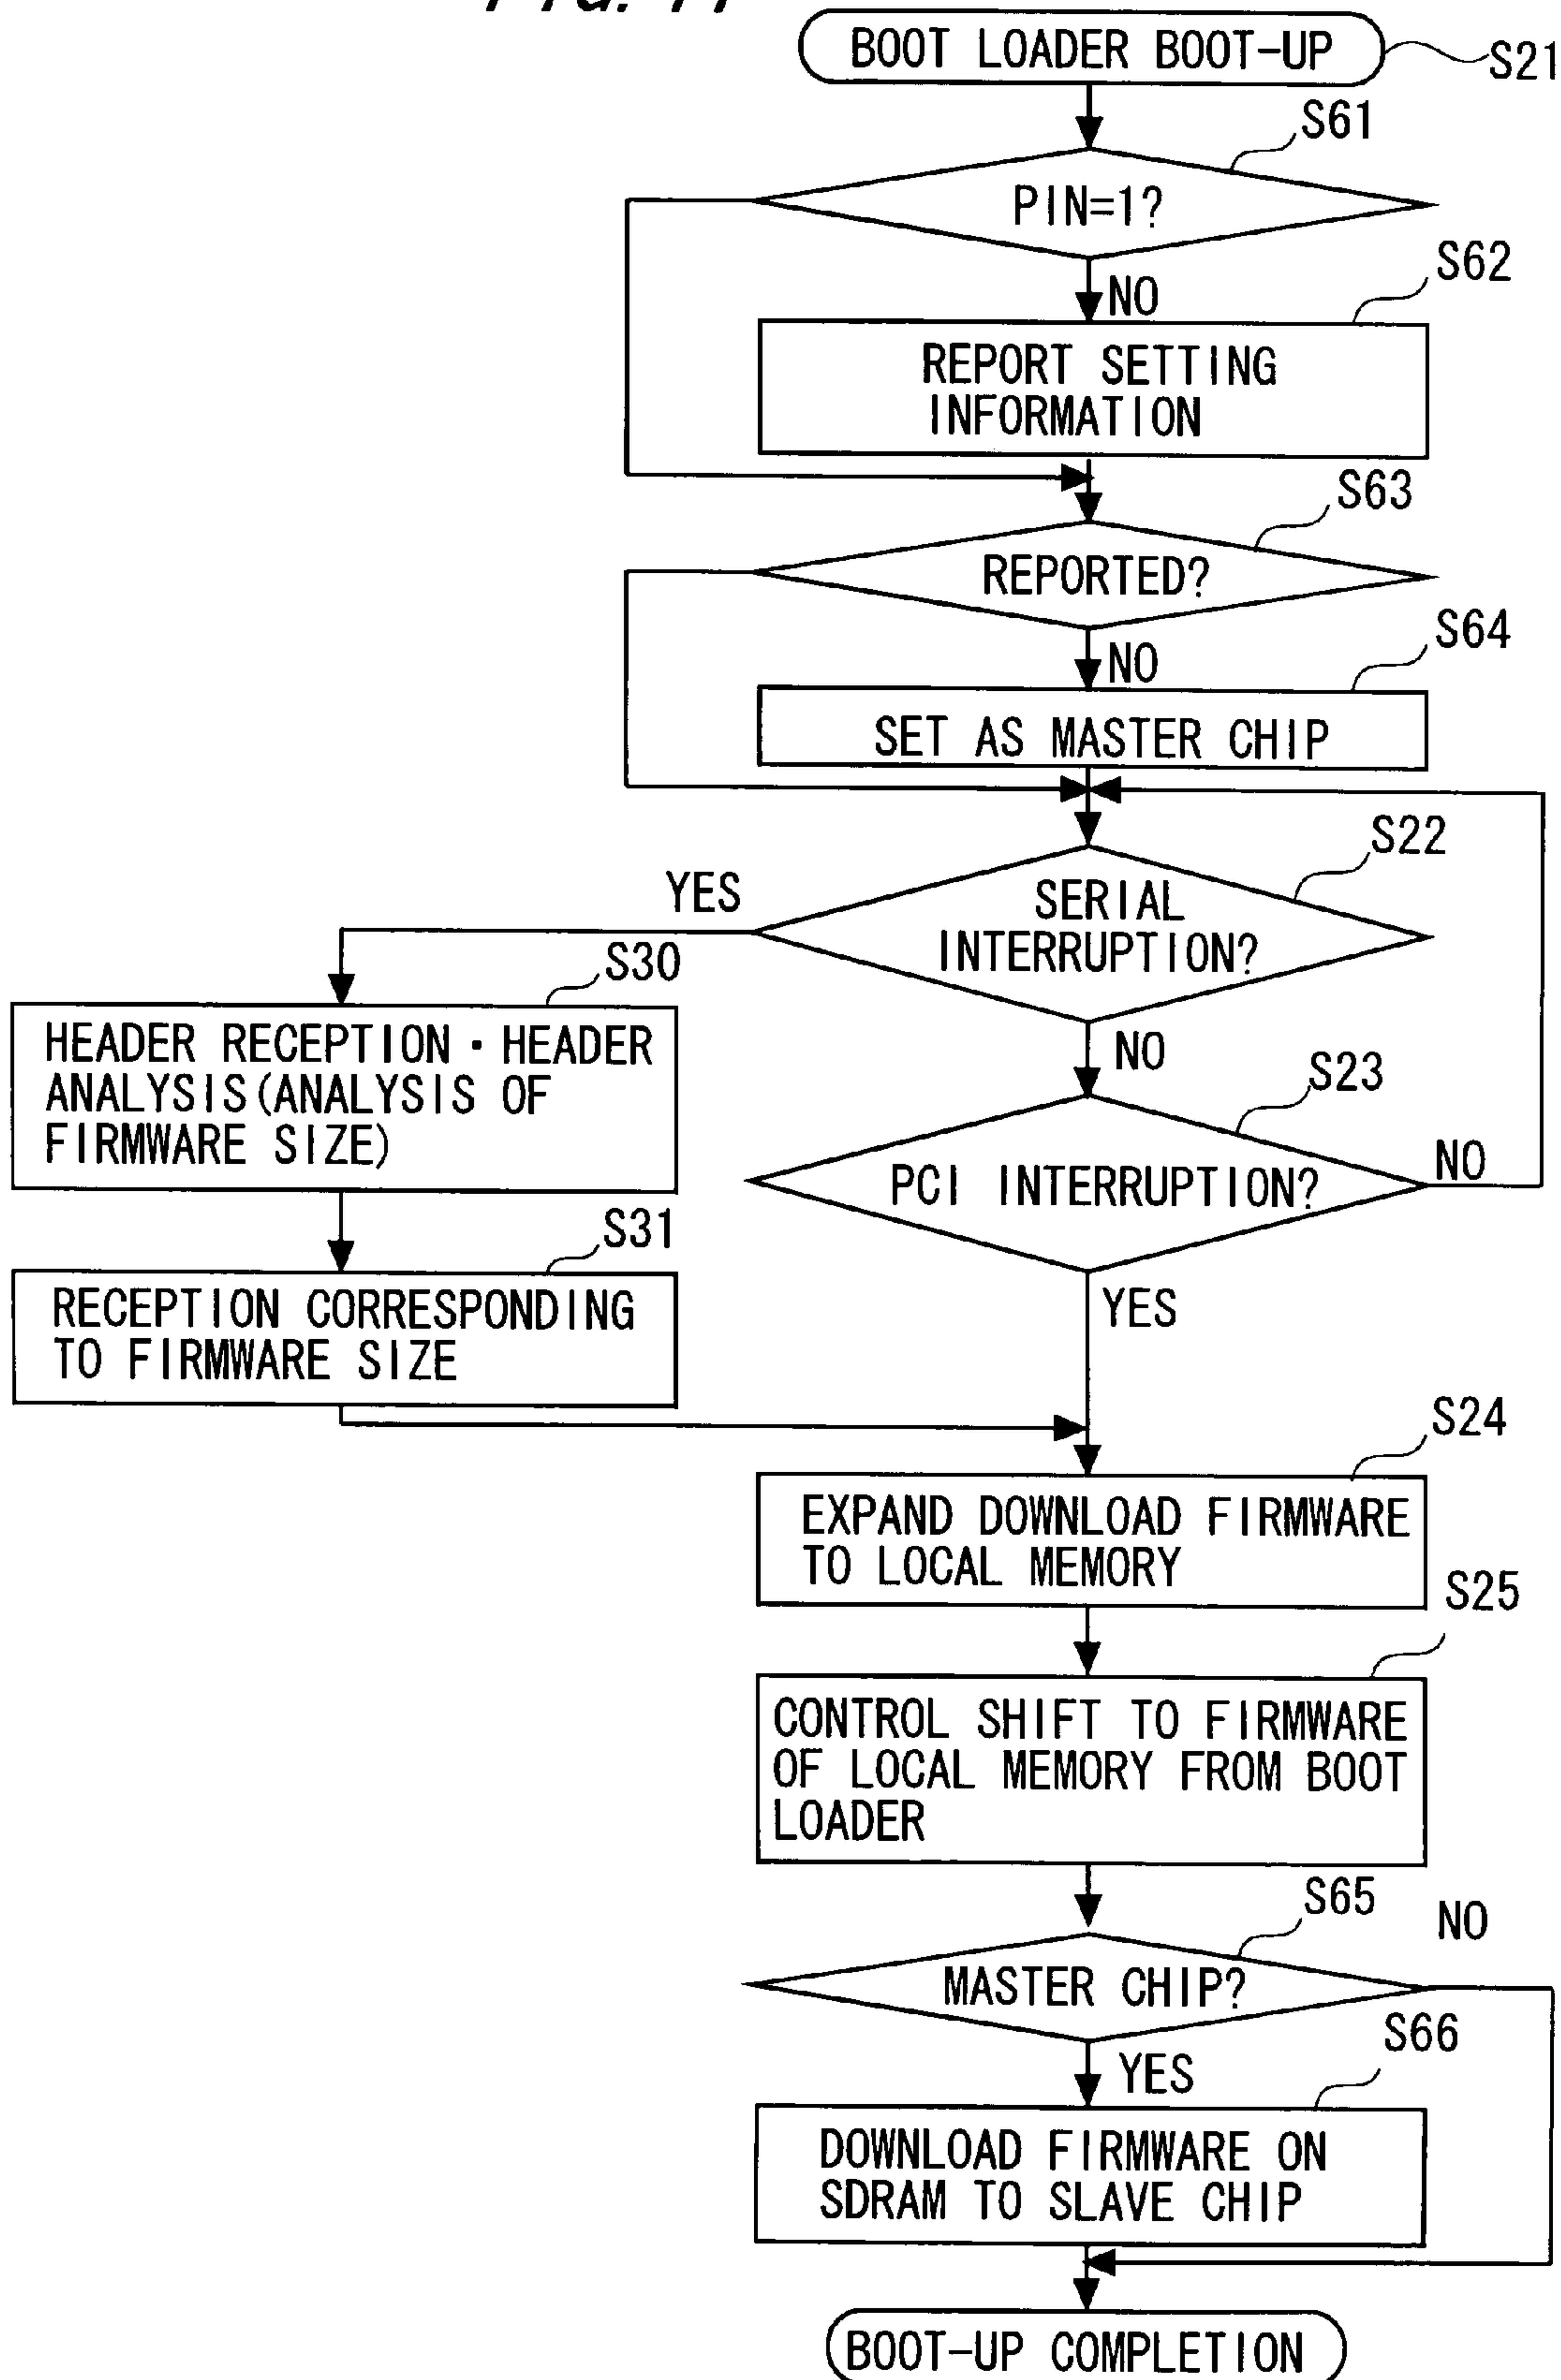 BOOT LOADER BOOT-UP
S21
S61
PIN=1?
S62
NO
REPORT SETTING
INFORMATION
S63
REPORTED?
S64
NO
SET AS MASTER CHIP
S22
YES
SERIAL
INTERRUPTION?
S30
HEADER RECEPTION・HEADER
ANALYSIS(ANALYSIS OF
FIRMWARE SIZE)
NO
S23
PCI INTERRUPTION?
NO
S31
RECEPTION CORRESPONDING
TO FIRMWARE SIZE
YES
S24
EXPAND DOWNLOAD FIRMWARE
TO LOCAL MEMORY
S25
CONTROL SHIFT TO FIRMWARE
OF LOCAL MEMORY FROM BOOT
LOADER
S65
NO
MASTER CHIP?
S66
YES
DOWNLOAD FIRMWARE ON
SDRAM TO SLAVE CHIP
BOOT-UP COMPLETION